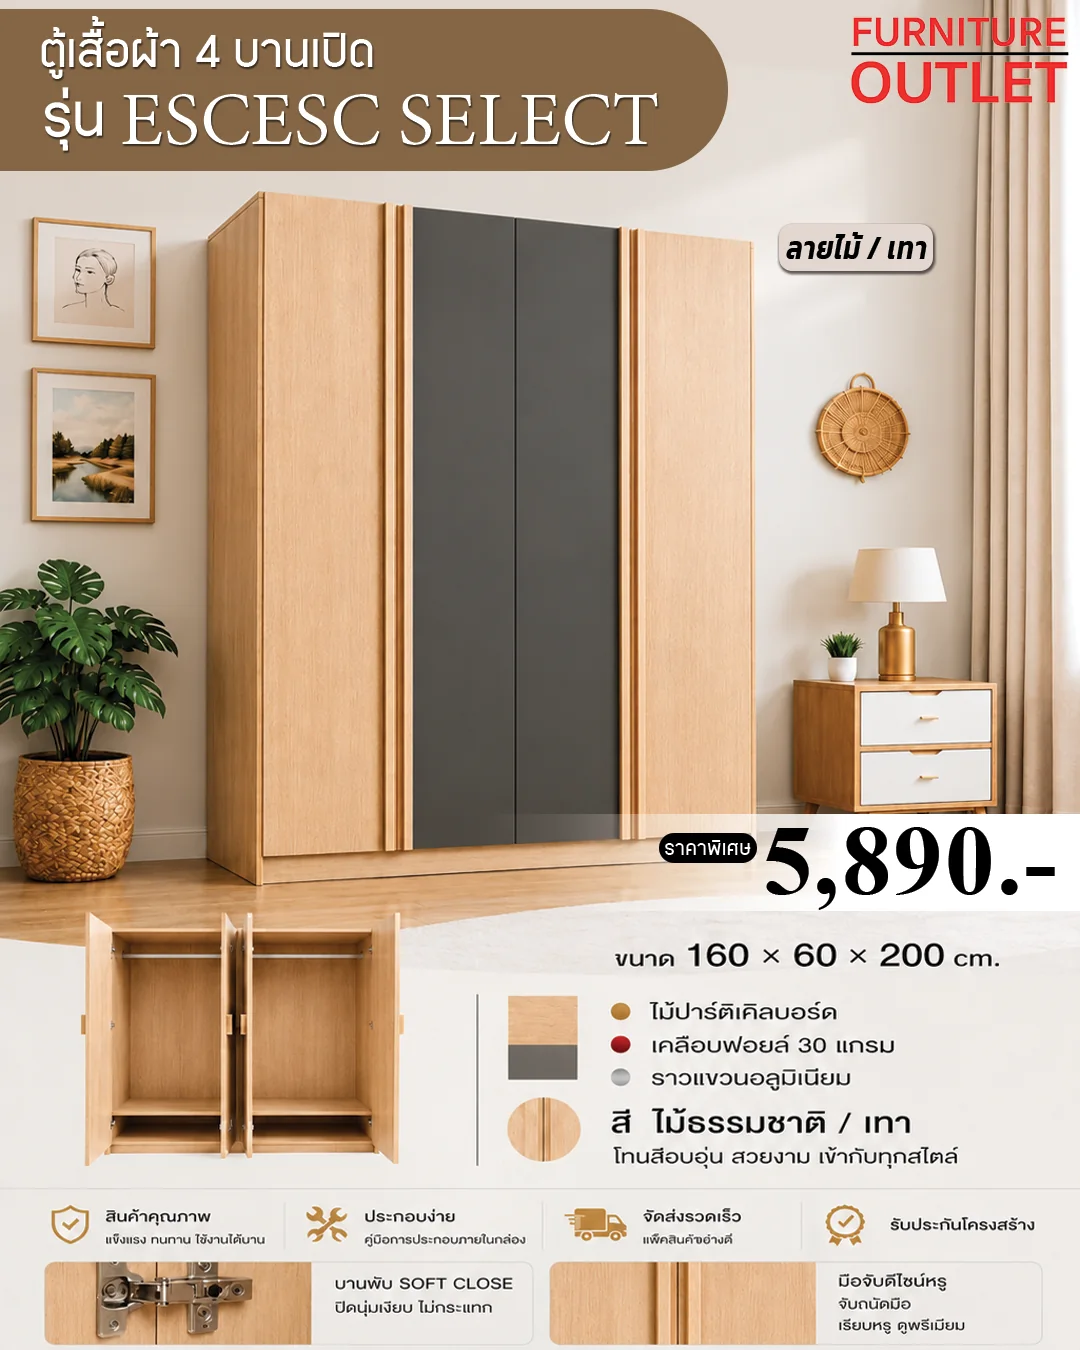 ตู้เสื้อผ้า 4 บานเปิด
รุ่น ESCESC SELECT
FURNITURE
OUTLET
ลายไม้ / เทา
ราคาพิเศษ 5,890.-
ขนาด 160 × 60 × 200 cm.
ไม้ปาร์ติเคิลบอร์ด
เคลือบฟอยล์ 30 แกรม
ราวแขวนอลูมิเนียม
สี ไม้ธรรมชาติ / เทา
โทนสีอบอุ่น สวยงาม เข้ากับทุกสไตล์
สินค้าคุณภาพ
แข็งแรง ทนทาน ใช้งานได้นาน
ประกอบง่าย
คู่มือการประกอบภายในกล่อง
จัดส่งรวดเร็ว
แพ็คสินค้าอย่างดี
รับประกันโครงสร้าง
บานพับ SOFT CLOSE
ปิดนุ่มเงียบ ไม่กระแทก
มือจับดีไซน์หรู
จับถนัดมือ
เรียบหรู ดูพรีเมียม